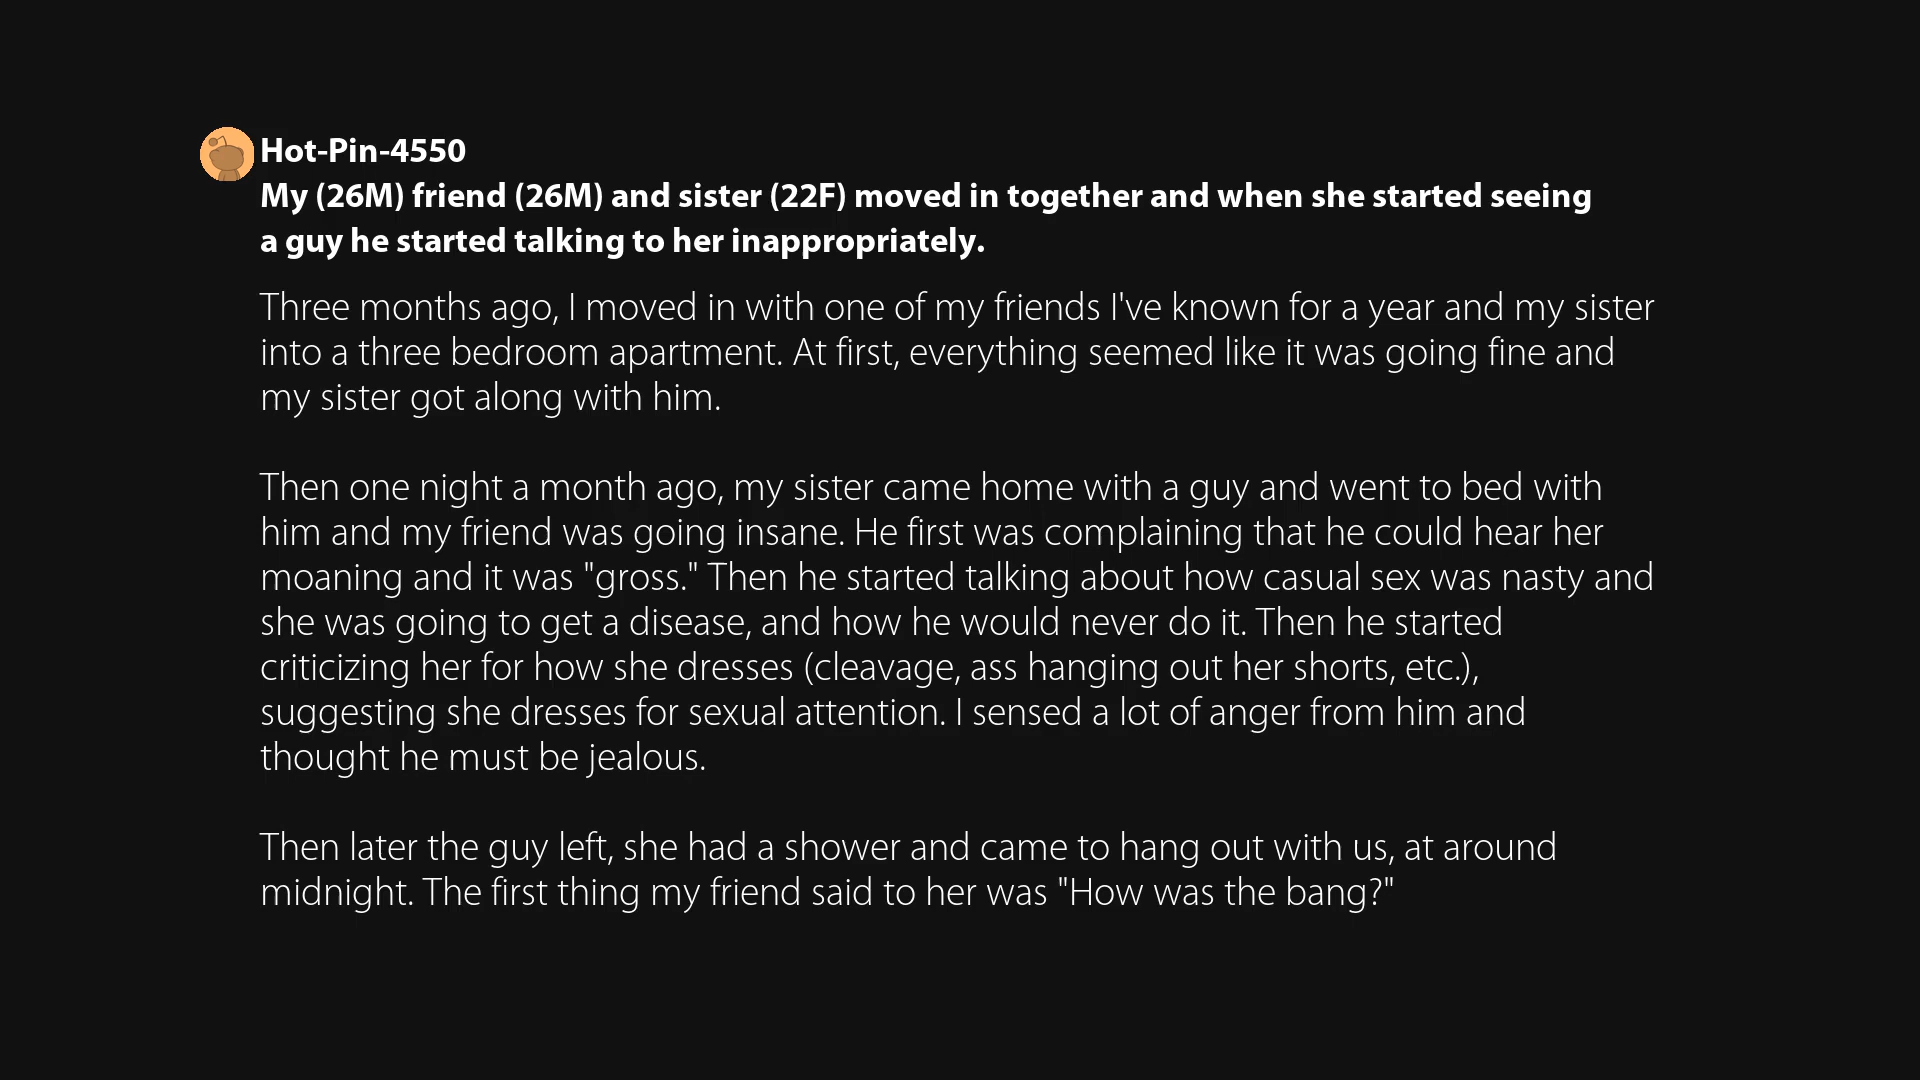 Hot-Pin-4550
My (26M) friend (26M) and sister (22F) moved in together and when she started seeing
a guy he started talking to her inappropriately.
Three months ago, I moved in with one of my friends I've known for a year and my sister
into a three bedroom apartment. At first, everything seemed like it was going fine and
my sister got along with him.
Then one night a month ago, my sister came home with a guy and went to bed with
him and my friend was going insane. He first was complaining that he could hear her
moaning and it was "gross." Then he started talking about how casual sex was nasty and
she was going to get a disease, and how he would never do it. Then he started
criticizing her for how she dresses (cleavage, ass hanging out her shorts, etc.),
suggesting she dresses for sexual attention. I sensed a lot of anger from him and
thought he must be jealous.
Then later the guy left, she had a shower and came to hang out with us, at around
midnight. The first thing my friend said to her was "How was the bang?"